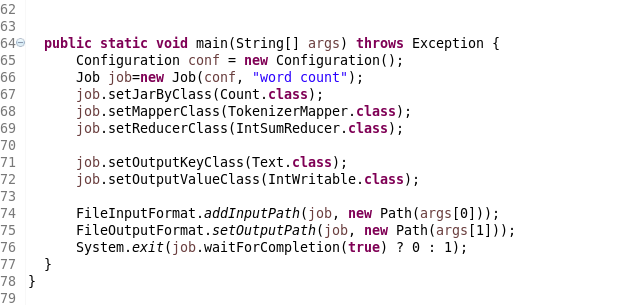 62
63
64 public static void main(String[] args) throws Exception {
65 Configuration conf = new Configuration();
66 Job job=new Job(conf, "word count");
67 job.setJarByClass(Count.class);
68 job.setMapperClass(TokenizerMapper.class);
69 job.setReducerClass(IntSumReducer.class);
70
71 job.setOutputKeyClass(Text.class);
72 job.setOutputValueClass(IntWritable.class);
73
74 FileInputFormat.addInputPath(job, new Path(args[0]));
75 FileOutputFormat.setOutputPath(job, new Path(args[1]));
76 System.exit(job.waitForCompletion(true) ? 0 : 1);
77 }
78 }
79